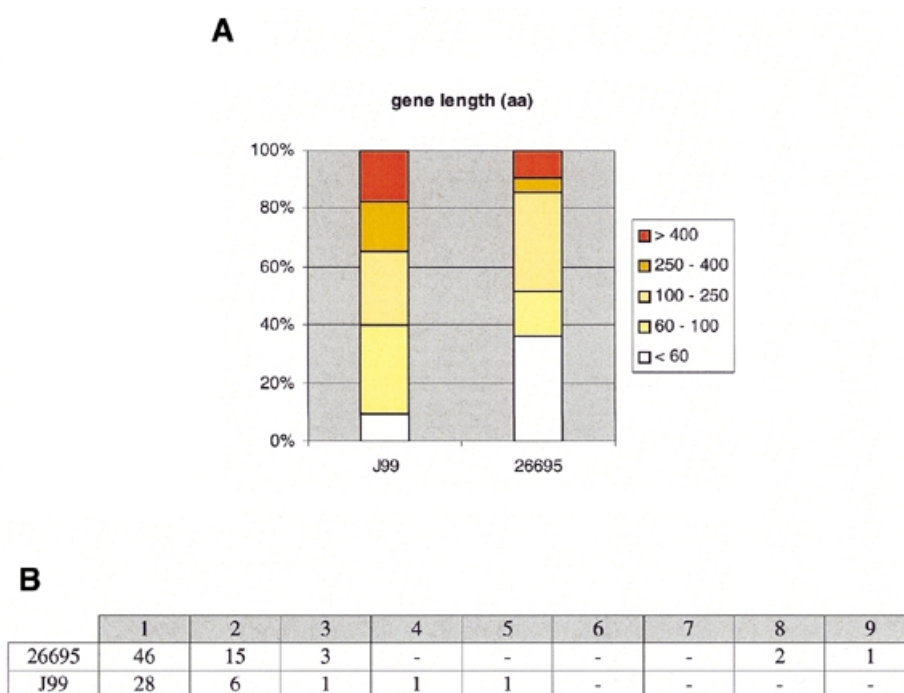 A
gene length (aa)
100%
80%
60%
40%
20%
0%
J99 26695
> 400
250 - 400
100 - 250
60 - 100
< 60
B
1 2 3 4 5 6 7 8 9
26695 46 15 3 - - - - 2 1
J99 28 6 1 1 1 - - - -